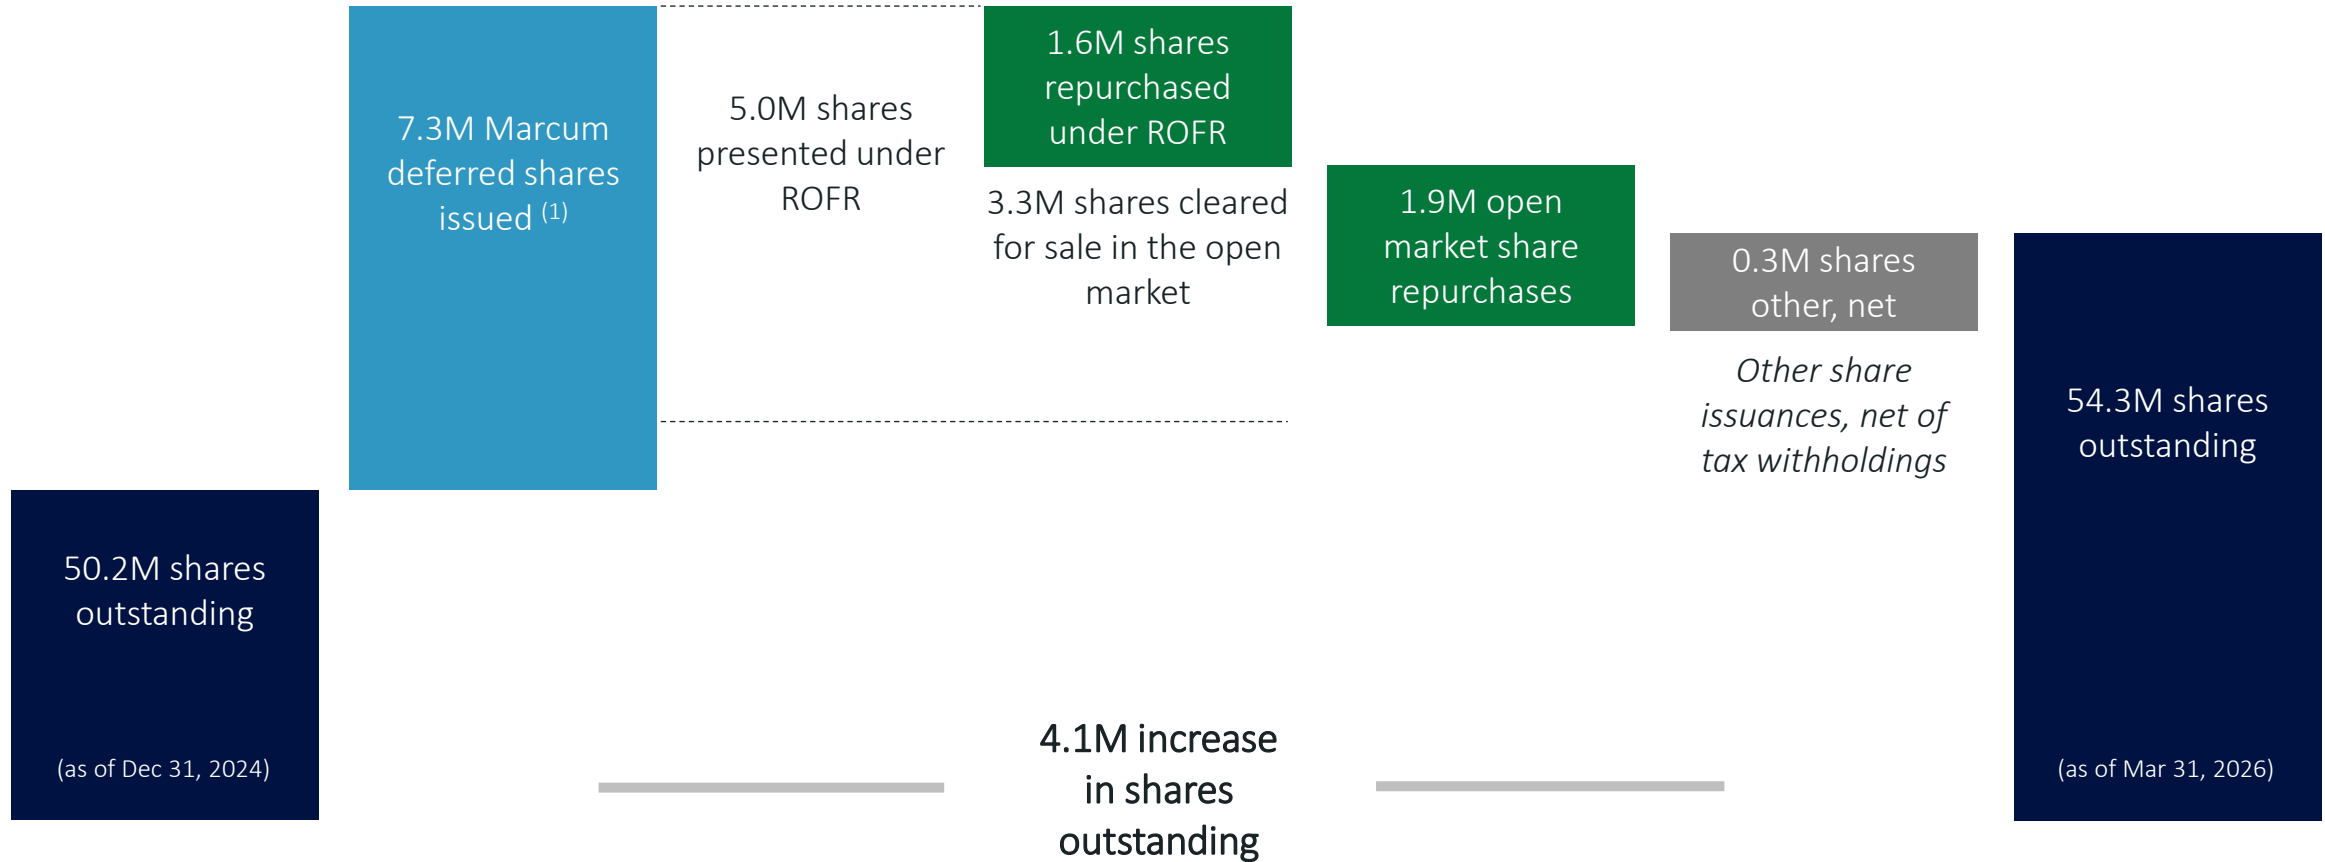 50.2M shares
outstanding
(as of Dec 31, 2024)
7.3M Marcum
deferred shares
issued (1)
5.0M shares
presented under
ROFR
1.6M shares
repurchased
under ROFR
3.3M shares cleared
for sale in the open
market
1.9M open
market share
repurchases
0.3M shares
other, net
Other share
issuances, net of
tax withholdings
54.3M shares
outstanding
(as of Mar 31, 2026)
4.1M increase
in shares
outstanding